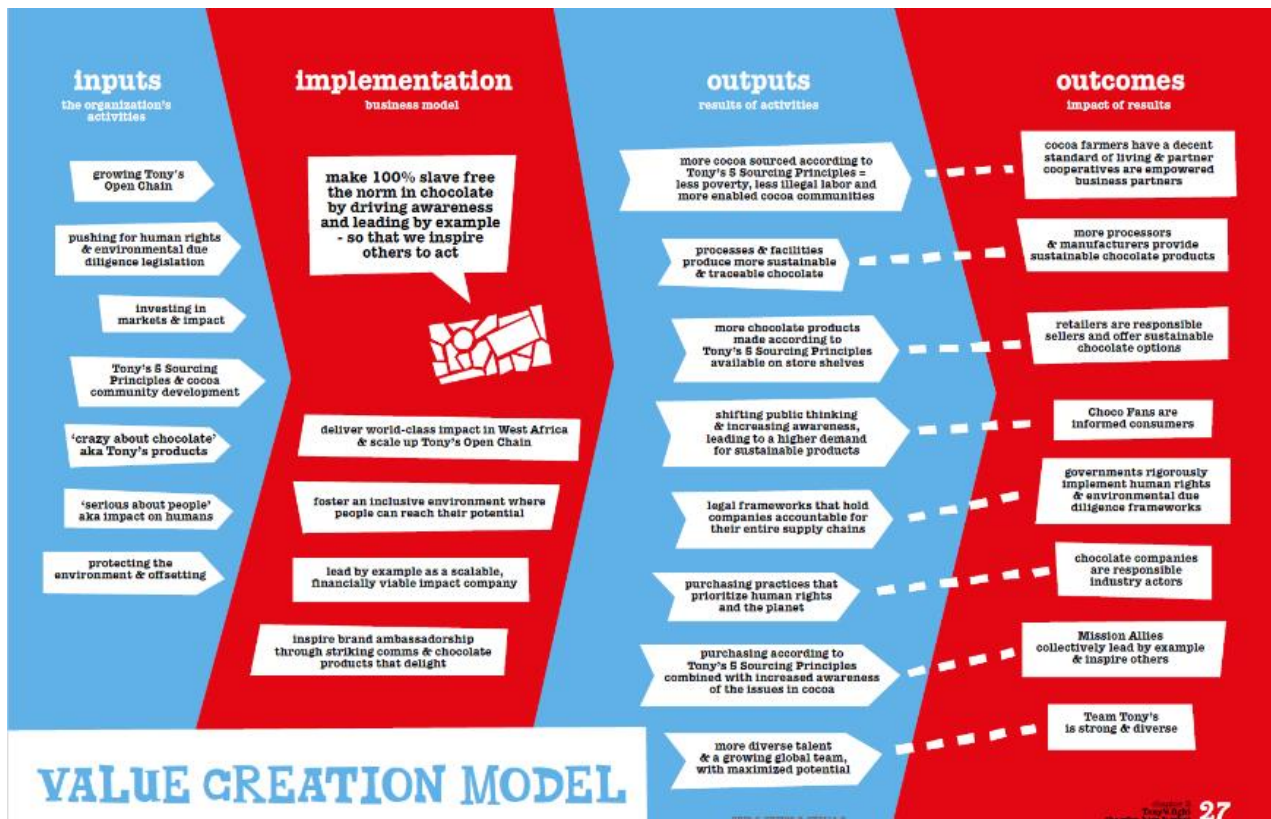 inputs
the organization's
activities
growing Tony's
Open Chain
pushing for human rights
& environmental due
diligence legislation
investing in
markets & impact
Tony's 5 Sourcing
Principles & cocoa
community development
'crazy about chocolate'
aka Tony's products
'serious about people'
aka impact on humans
protecting the
environment & offsetting
implementation
business model
make 100% slave free
the norm in chocolate
by driving awareness
and leading by example
- so that we inspire
others to act
deliver world-class impact in West Africa
& scale up Tony's Open Chain
foster an inclusive environment where
people can reach their potential
lead by example as a scalable,
financially viable impact company
inspire brand ambassadorship
through striking comms & chocolate
products that delight
outputs
results of activities
more cocoa sourced according to
Tony's 5 Sourcing Principles =
less poverty, less illegal labor and
more enabled cocoa communities
processes & facilities
produce more sustainable
& traceable chocolate
more chocolate products
made according to
Tony's 5 Sourcing Principles
available on store shelves
shifting public thinking
& increasing awareness,
leading to a higher demand
for sustainable products
legal frameworks that hold
companies accountable for
their entire supply chains
purchasing practices that
prioritize human rights
and the planet
purchasing according to
Tony's 5 Sourcing Principles
combined with increased awareness
of the issues in cocoa
more diverse talent
& a growing global team,
with maximized potential
outcomes
impact of results
cocoa farmers have a decent
standard of living & partner
cooperatives are empowered
business partners
more processors
& manufacturers provide
sustainable chocolate products
retailers are responsible
sellers and offer sustainable
chocolate options
Choco Fans are
informed consumers
governments rigorously
implement human rights
& environmental due
diligence frameworks
chocolate companies
are responsible
industry actors
Mission Allies
collectively lead by example
& inspire others
Team Tony's
is strong & diverse
VALUE CREATION MODEL
27